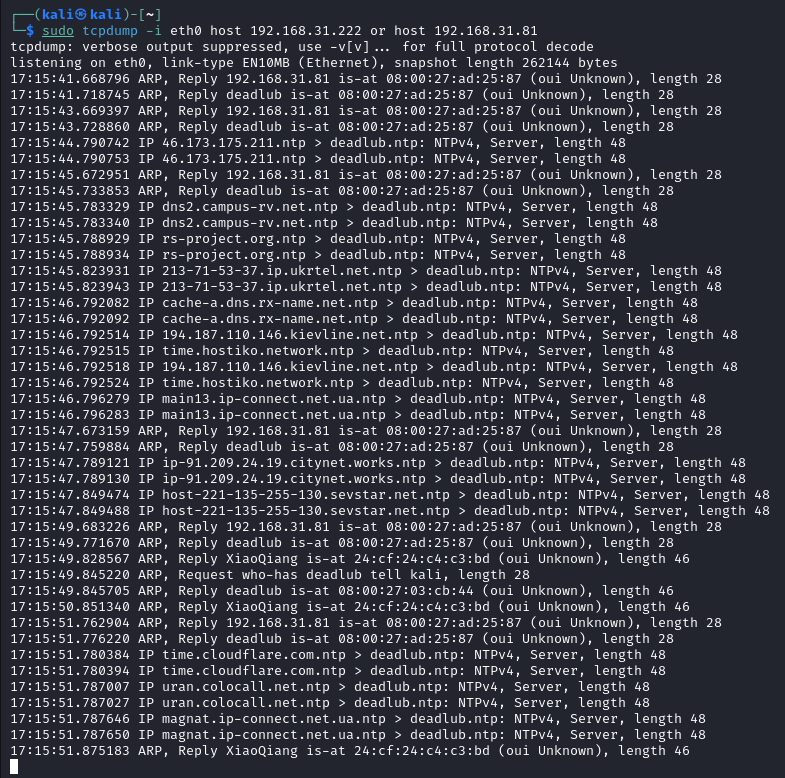 ┌──(kali㉿kali)-[~]
└─$ sudo tcpdump -i eth0 host 192.168.31.222 or host 192.168.31.81
tcpdump: verbose output suppressed, use -v[v]... for full protocol decode
listening on eth0, link-type EN10MB (Ethernet), snapshot length 262144 bytes
17:15:41.668796 ARP, Reply 192.168.31.81 is-at 08:00:27:ad:25:87 (oui Unknown), length 28
17:15:41.718745 ARP, Reply deadlub is-at 08:00:27:ad:25:87 (oui Unknown), length 28
17:15:43.669397 ARP, Reply 192.168.31.81 is-at 08:00:27:ad:25:87 (oui Unknown), length 28
17:15:43.728860 ARP, Reply deadlub is-at 08:00:27:ad:25:87 (oui Unknown), length 28
17:15:44.790742 IP 46.173.175.211.ntp > deadlub.ntp: NTPv4, Server, length 48
17:15:44.790753 IP 46.173.175.211.ntp > deadlub.ntp: NTPv4, Server, length 48
17:15:45.672951 ARP, Reply 192.168.31.81 is-at 08:00:27:ad:25:87 (oui Unknown), length 28
17:15:45.733853 ARP, Reply deadlub is-at 08:00:27:ad:25:87 (oui Unknown), length 28
17:15:45.783329 IP dns2.campus-rv.net.ntp > deadlub.ntp: NTPv4, Server, length 48
17:15:45.783340 IP dns2.campus-rv.net.ntp > deadlub.ntp: NTPv4, Server, length 48
17:15:45.788929 IP rs-project.org.ntp > deadlub.ntp: NTPv4, Server, length 48
17:15:45.788934 IP rs-project.org.ntp > deadlub.ntp: NTPv4, Server, length 48
17:15:45.823931 IP 213-71-53-37.ip.ukrtel.net.ntp > deadlub.ntp: NTPv4, Server, length 48
17:15:45.823943 IP 213-71-53-37.ip.ukrtel.net.ntp > deadlub.ntp: NTPv4, Server, length 48
17:15:46.792082 IP cache-a.dns.rx-name.net.ntp > deadlub.ntp: NTPv4, Server, length 48
17:15:46.792092 IP cache-a.dns.rx-name.net.ntp > deadlub.ntp: NTPv4, Server, length 48
17:15:46.792514 IP 194.187.110.146.kievline.net.ntp > deadlub.ntp: NTPv4, Server, length 48
17:15:46.792515 IP time.hostiko.network.ntp > deadlub.ntp: NTPv4, Server, length 48
17:15:46.792518 IP 194.187.110.146.kievline.net.ntp > deadlub.ntp: NTPv4, Server, length 48
17:15:46.792524 IP time.hostiko.network.ntp > deadlub.ntp: NTPv4, Server, length 48
17:15:46.796279 IP main13.ip-connect.net.ua.ntp > deadlub.ntp: NTPv4, Server, length 48
17:15:46.796283 IP main13.ip-connect.net.ua.ntp > deadlub.ntp: NTPv4, Server, length 48
17:15:47.673159 ARP, Reply 192.168.31.81 is-at 08:00:27:ad:25:87 (oui Unknown), length 28
17:15:47.759884 ARP, Reply deadlub is-at 08:00:27:ad:25:87 (oui Unknown), length 28
17:15:47.789121 IP ip-91.209.24.19.citynet.works.ntp > deadlub.ntp: NTPv4, Server, length 48
17:15:47.789130 IP ip-91.209.24.19.citynet.works.ntp > deadlub.ntp: NTPv4, Server, length 48
17:15:47.849474 IP host-221-135-255-130.sevstar.net.ntp > deadlub.ntp: NTPv4, Server, length 48
17:15:47.849488 IP host-221-135-255-130.sevstar.net.ntp > deadlub.ntp: NTPv4, Server, length 48
17:15:49.683226 ARP, Reply 192.168.31.81 is-at 08:00:27:ad:25:87 (oui Unknown), length 28
17:15:49.771670 ARP, Reply deadlub is-at 08:00:27:ad:25:87 (oui Unknown), length 28
17:15:49.828567 ARP, Reply XiaoQiang is-at 24:cf:24:c4:c3:bd (oui Unknown), length 46
17:15:49.845220 ARP, Request who-has deadlub tell kali, length 28
17:15:49.845705 ARP, Reply deadlub is-at 08:00:27:03:cb:44 (oui Unknown), length 46
17:15:50.851340 ARP, Reply XiaoQiang is-at 24:cf:24:c4:c3:bd (oui Unknown), length 46
17:15:51.762904 ARP, Reply 192.168.31.81 is-at 08:00:27:ad:25:87 (oui Unknown), length 28
17:15:51.776220 ARP, Reply deadlub is-at 08:00:27:ad:25:87 (oui Unknown), length 28
17:15:51.780384 IP time.cloudflare.com.ntp > deadlub.ntp: NTPv4, Server, length 48
17:15:51.780394 IP time.cloudflare.com.ntp > deadlub.ntp: NTPv4, Server, length 48
17:15:51.787007 IP uran.colocall.net.ntp > deadlub.ntp: NTPv4, Server, length 48
17:15:51.787027 IP uran.colocall.net.ntp > deadlub.ntp: NTPv4, Server, length 48
17:15:51.787646 IP magnat.ip-connect.net.ua.ntp > deadlub.ntp: NTPv4, Server, length 48
17:15:51.787650 IP magnat.ip-connect.net.ua.ntp > deadlub.ntp: NTPv4, Server, length 48
17:15:51.875183 ARP, Reply XiaoQiang is-at 24:cf:24:c4:c3:bd (oui Unknown), length 46